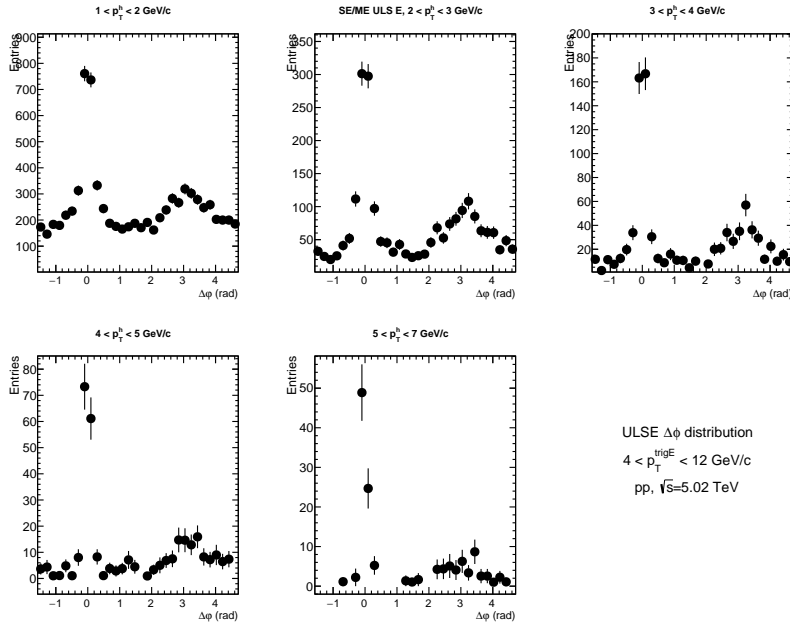 1 < p_T^h < 2 GeV/c
SE/ME ULS E, 2 < p_T^h < 3 GeV/c
3 < p_T^h < 4 GeV/c
Entries
900
800
700
600
500
400
300
200
100
−1 0 1 2 3 4
Δφ (rad)
Entries
350
300
250
200
150
100
50
−1 0 1 2 3 4
Δφ (rad)
Entries
200
180
160
140
120
100
80
60
40
20
0
−1 0 1 2 3 4
Δφ (rad)
4 < p_T^h < 5 GeV/c
5 < p_T^h < 7 GeV/c
Entries
80
70
60
50
40
30
20
10
0
−1 0 1 2 3 4
Δφ (rad)
Entries
50
40
30
20
10
0
−1 0 1 2 3 4
Δφ (rad)
ULSE Δϕ distribution
4 < p_T^trigE < 12 GeV/c
pp, √s=5.02 TeV